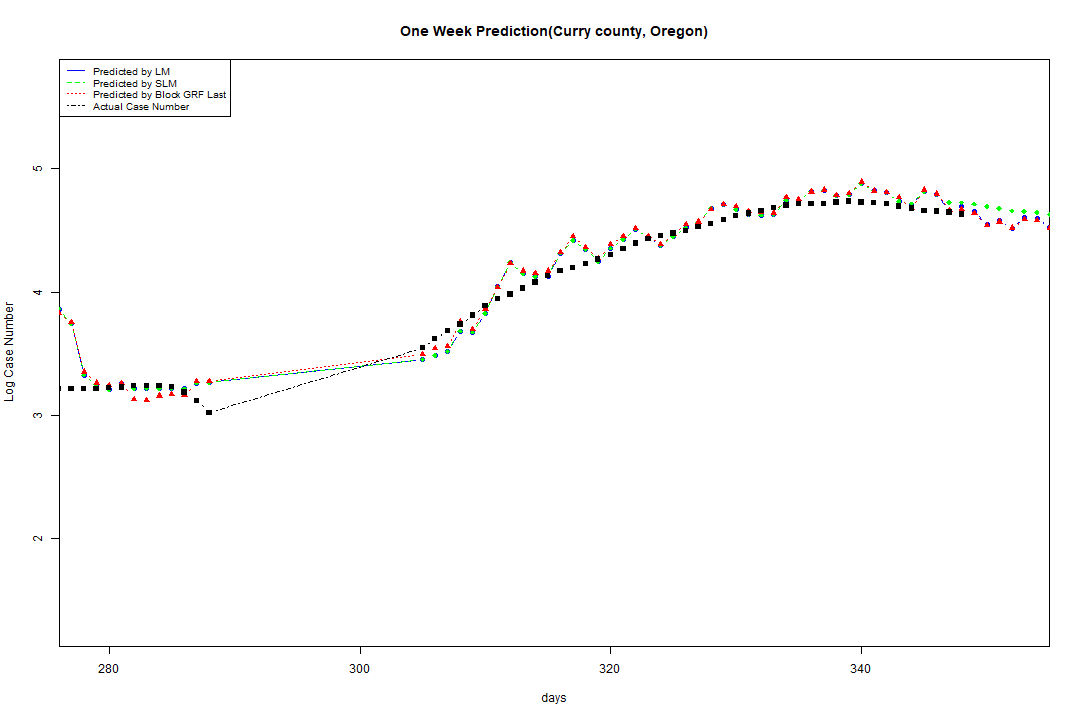 One Week Prediction(Curry county, Oregon)
Predicted by LM
Predicted by SLM
Predicted by Block GRF Last
Actual Case Number
5
4
3
2
Log Case Number
280 300 320 340
days